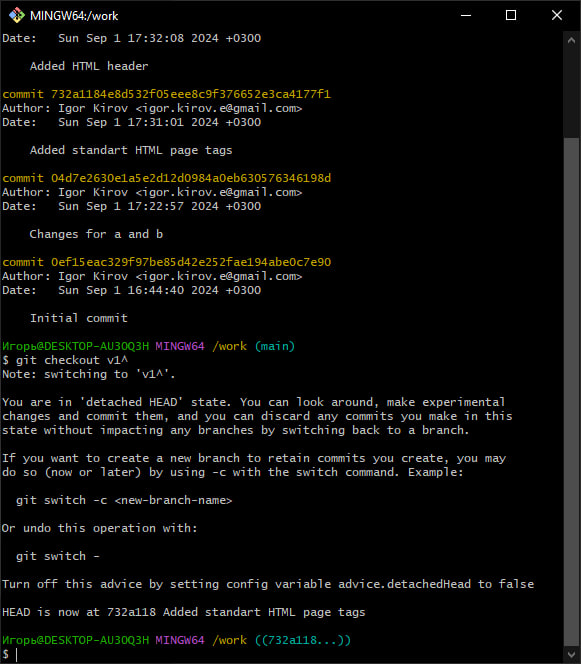 MINGW64:/work
Date:   Sun Sep 1 17:32:08 2024 +0300
Added HTML header
commit 732a1184e8d532f05eee8c9f376652e3ca4177f1
Author: Igor Kirov <igor.kirov.e@gmail.com>
Date:   Sun Sep 1 17:31:01 2024 +0300
Added standart HTML page tags
commit 04d7e2630e1a5e2d12d0984a0eb630576346198d
Author: Igor Kirov <igor.kirov.e@gmail.com>
Date:   Sun Sep 1 17:22:57 2024 +0300
Changes for a and b
commit 0ef15eac329f97be85d42e252fae194abe0c7e90
Author: Igor Kirov <igor.kirov.e@gmail.com>
Date:   Sun Sep 1 16:44:40 2024 +0300
Initial commit
Игорь@DESKTOP-AU3OQ3H MINGW64 /work (main)
$ git checkout v1^
Note: switching to 'v1^'.
You are in 'detached HEAD' state. You can look around, make experimental
changes and commit them, and you can discard any commits you make in this
state without impacting any branches by switching back to a branch.
If you want to create a new branch to retain commits you create, you may
do so (now or later) by using -c with the switch command. Example:
git switch -c <new-branch-name>
Or undo this operation with:
git switch -
Turn off this advice by setting config variable advice.detachedHead to false
HEAD is now at 732a118 Added standart HTML page tags
Игорь@DESKTOP-AU3OQ3H MINGW64 /work ((732a118...))
$